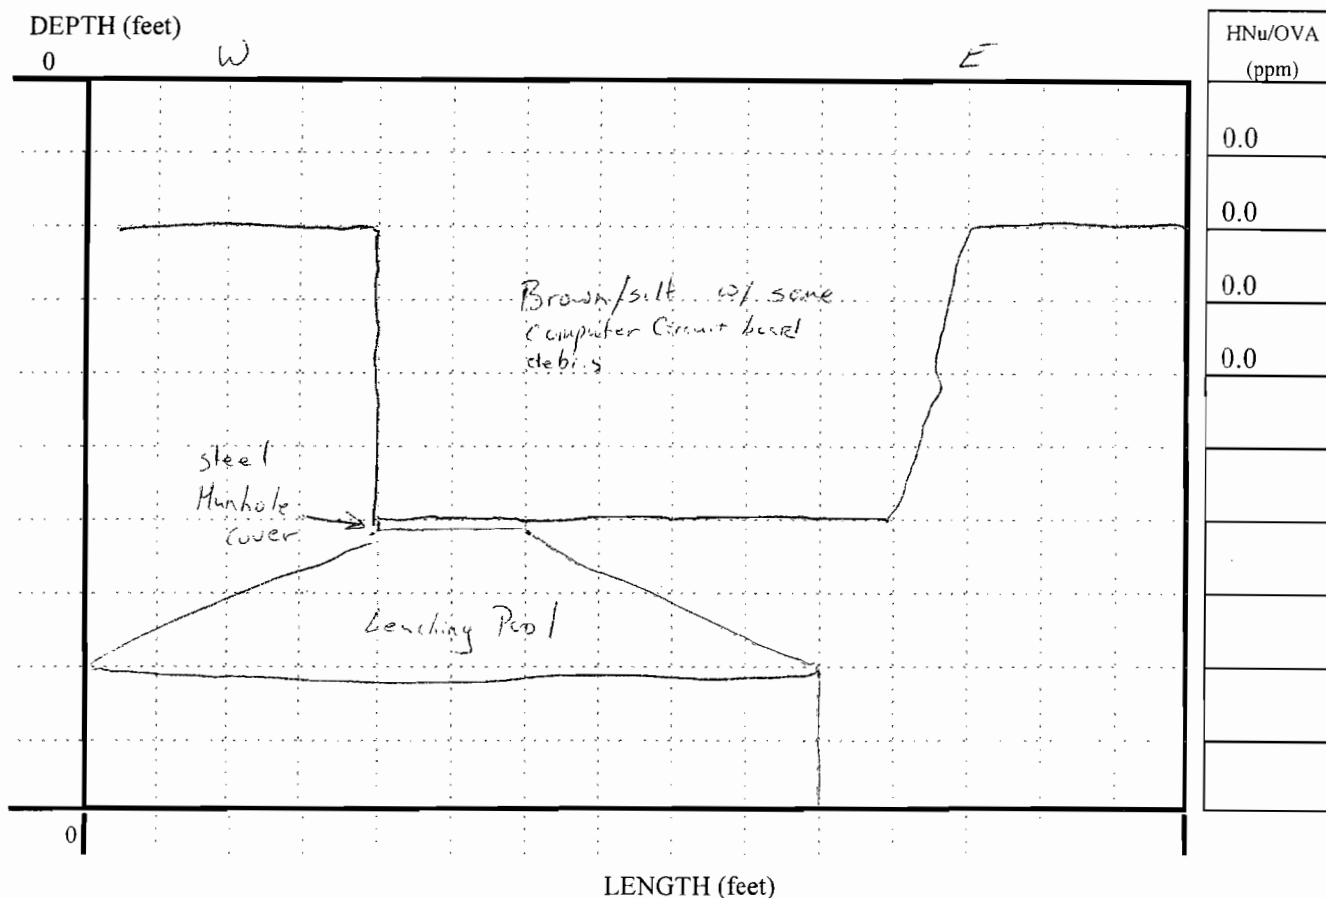 DEPTH (feet)
0
W
E
HNu/OVA
(ppm)
0.0
0.0
0.0
0.0
Brown/silt w/ some
Computer Circuit board
debris
steel
Manhole
Cover
Leaching Pool
0
LENGTH (feet)